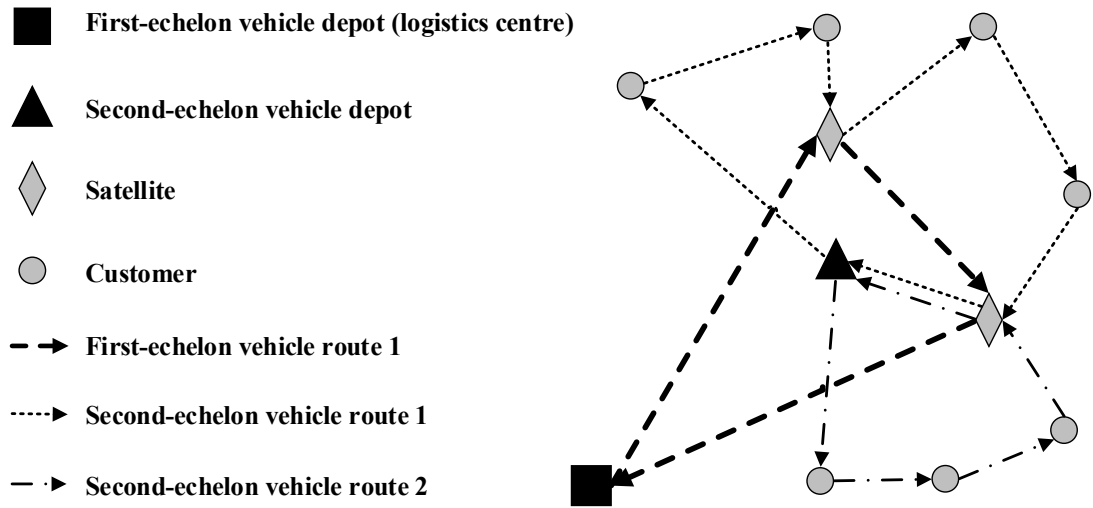 First-echelon vehicle depot (logistics centre)
Second-echelon vehicle depot
Satellite
Customer
First-echelon vehicle route 1
Second-echelon vehicle route 1
Second-echelon vehicle route 2